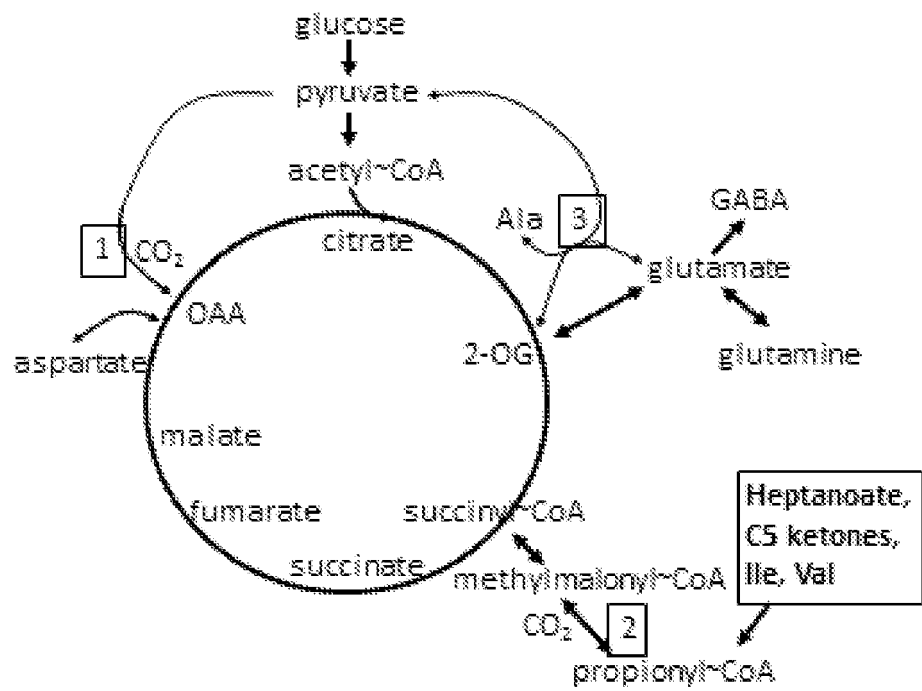 glucose
pyruvate
acetyl~CoA
citrate
1
CO2
OAA
aspartate
Ala
3
GABA
glutamate
2-OG
glutamine
malate
fumarate
succinate
succinyl~CoA
methylmalonyl~CoA
CO2
2
propionyl~CoA
Heptanoate,
C5 ketones,
Ile, Val